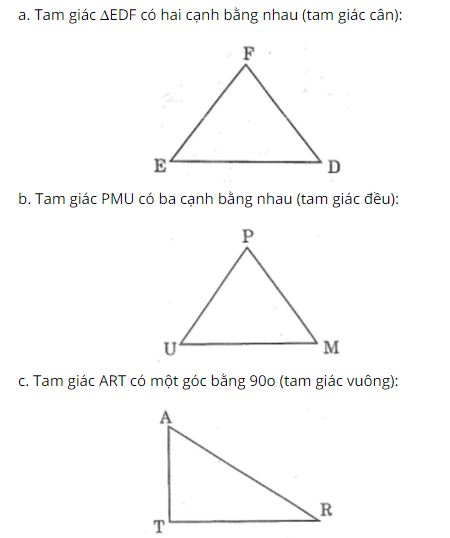 a. Tam giác ΔEDF có hai cạnh bằng nhau (tam giác cân):
F
E
D
b. Tam giác PMU có ba cạnh bằng nhau (tam giác đều):
P
U
M
c. Tam giác ART có một góc bằng 90o (tam giác vuông):
A
R
T